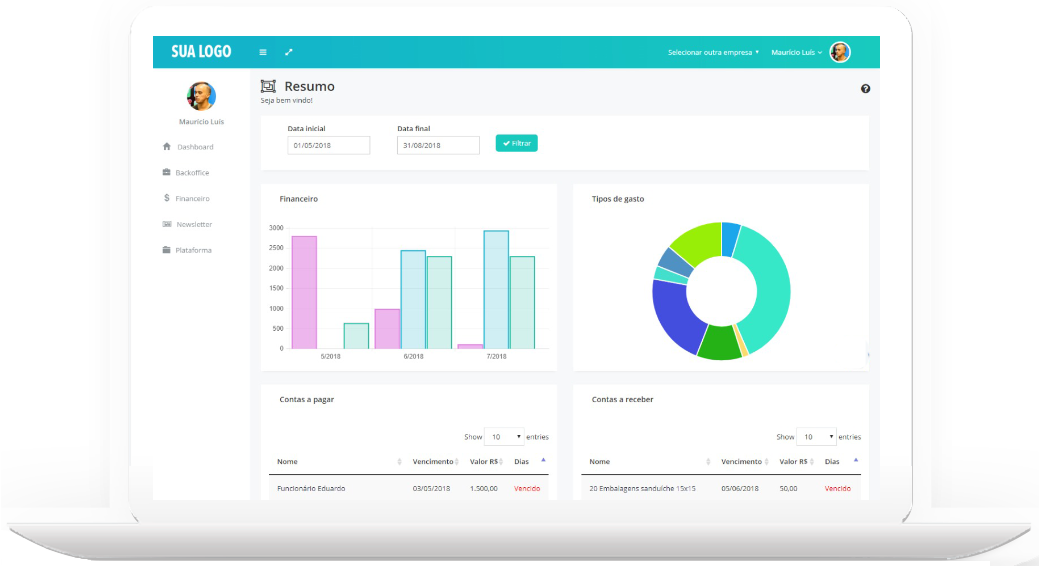 SUA LOGO
Selecionar outra empresa
Mauricio Luis
Resumo
Seja bem vindo!
Mauricio Luis
Dashboard
Backoffice
$ Financeiro
Newsletter
Plataforma
Data inicial Data final
01/05/2018 31/08/2018 Filtrar
Financeiro
3000
2500
2000
1500
1000
500
0
5/2018 6/2018 7/2018
Tipos de gasto
Contas a pagar
Show 10 entries
Nome Vencimento Valor R$ Dias
Funcionário Eduardo 03/05/2018 1.500,00 Vencido
Contas a receber
Show 10 entries
Nome Vencimento Valor R$ Dias
20 Embalagens sanduíche 15x15 05/06/2018 50,00 Vencido